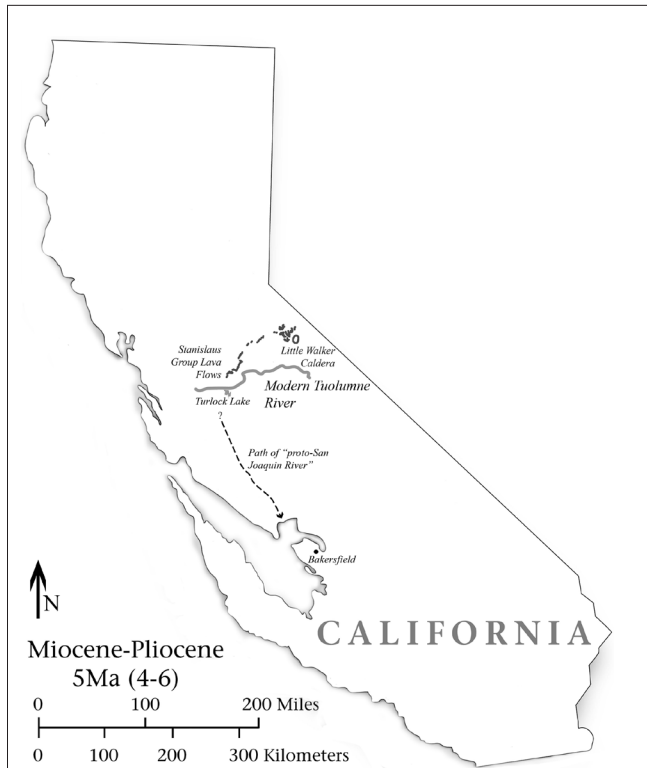 Stanislaus
Group Lava
Flows
Little Walker
Caldera
Modern Tuolumne
River
Turlock Lake
?
Path of “proto-San
Joaquin River”
Bakersfield
N
CALIFORNIA
Miocene-Pliocene
5Ma (4-6)
0 100 200 Miles
0 100 200 300 Kilometers